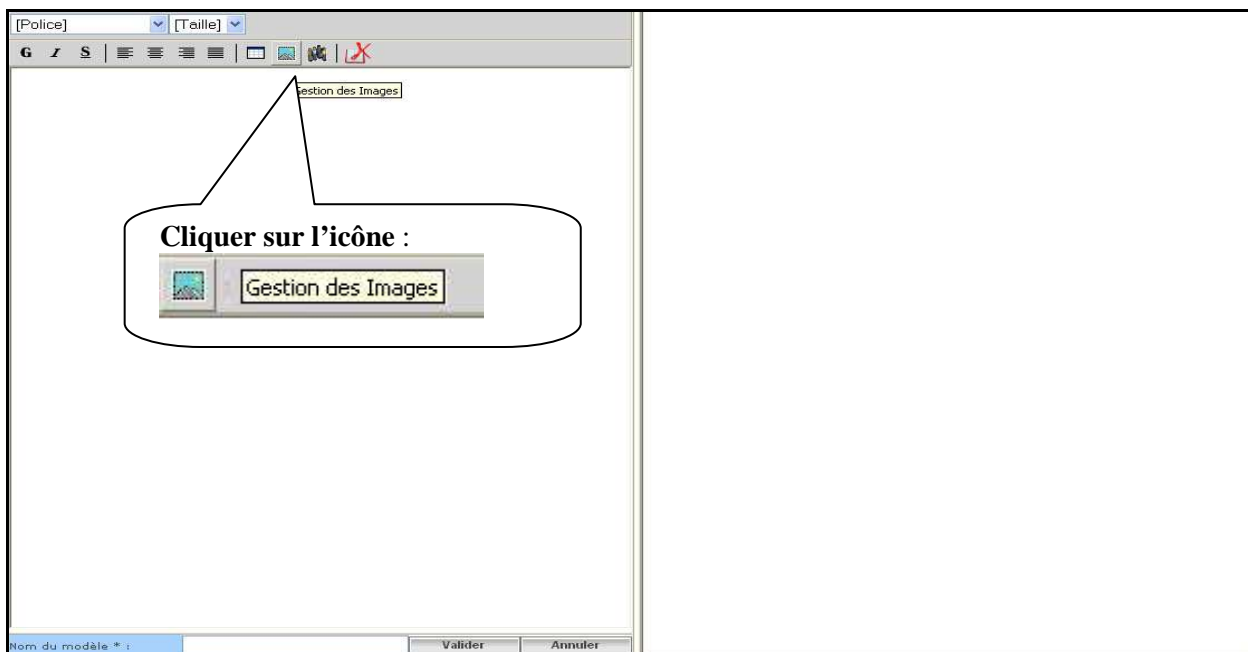 [Police] [Taille]
G I S
Gestion des Images
Cliquer sur l’icône :
Gestion des Images
Nom du modèle * : Valider Annuler